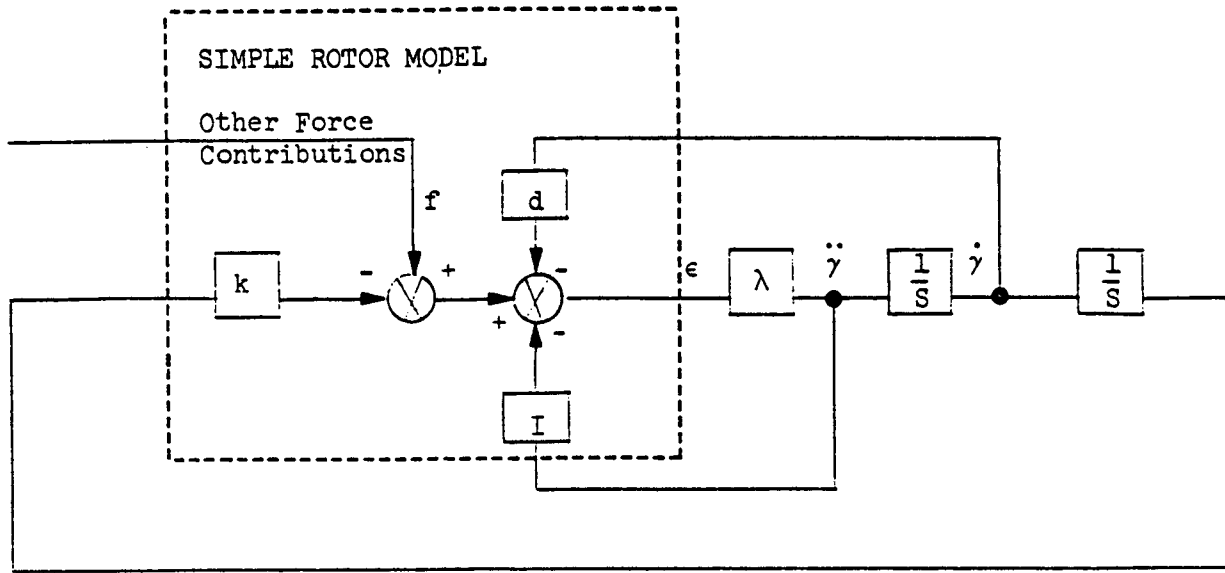 SIMPLE ROTOR MODEL
Other Force
Contributions
f
d
k
-
+
-
+
-
ϵ
λ
γ̈
1
S
γ̇
1
S
I